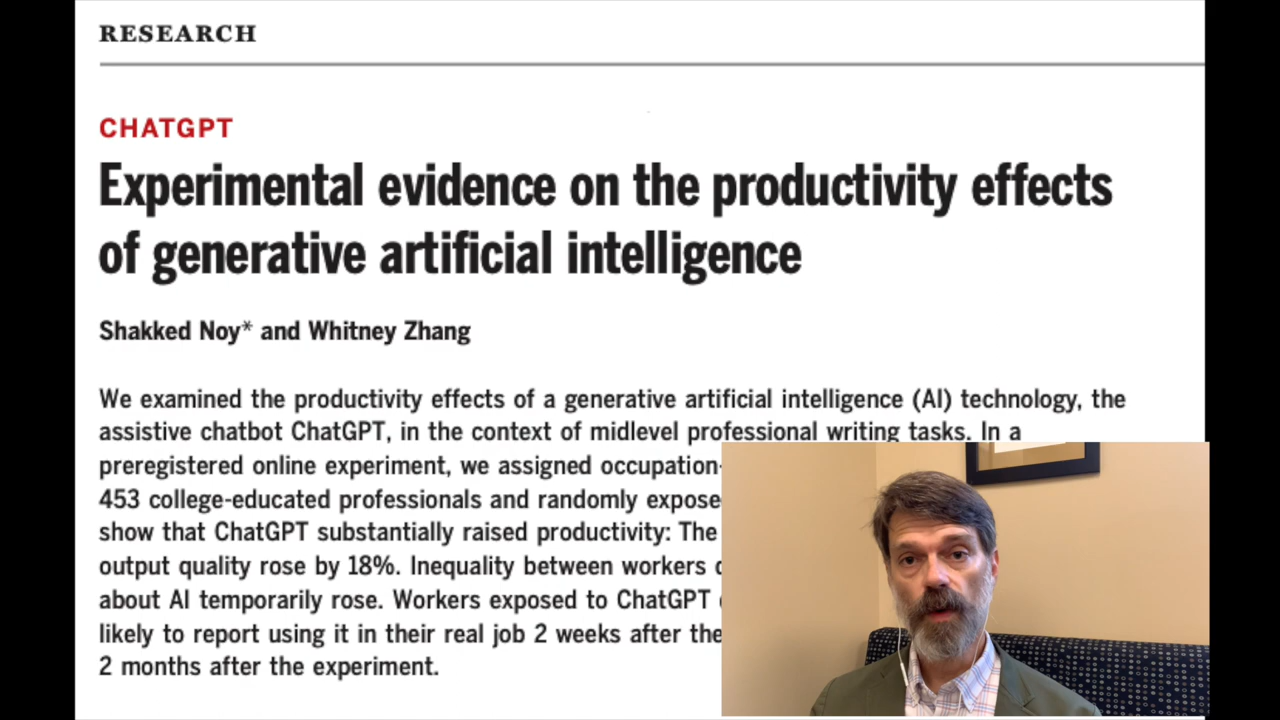 RESEARCH
CHATGPT
Experimental evidence on the productivity effects
of generative artificial intelligence
Shakked Noy* and Whitney Zhang
We examined the productivity effects of a generative artificial intelligence (AI) technology, the
assistive chatbot ChatGPT, in the context of midlevel professional writing tasks. In a
preregistered online experiment, we assigned occupation-
453 college-educated professionals and randomly expose
show that ChatGPT substantially raised productivity: The
output quality rose by 18%. Inequality between workers
about AI temporarily rose. Workers exposed to ChatGPT
likely to report using it in their real job 2 weeks after the
2 months after the experiment.